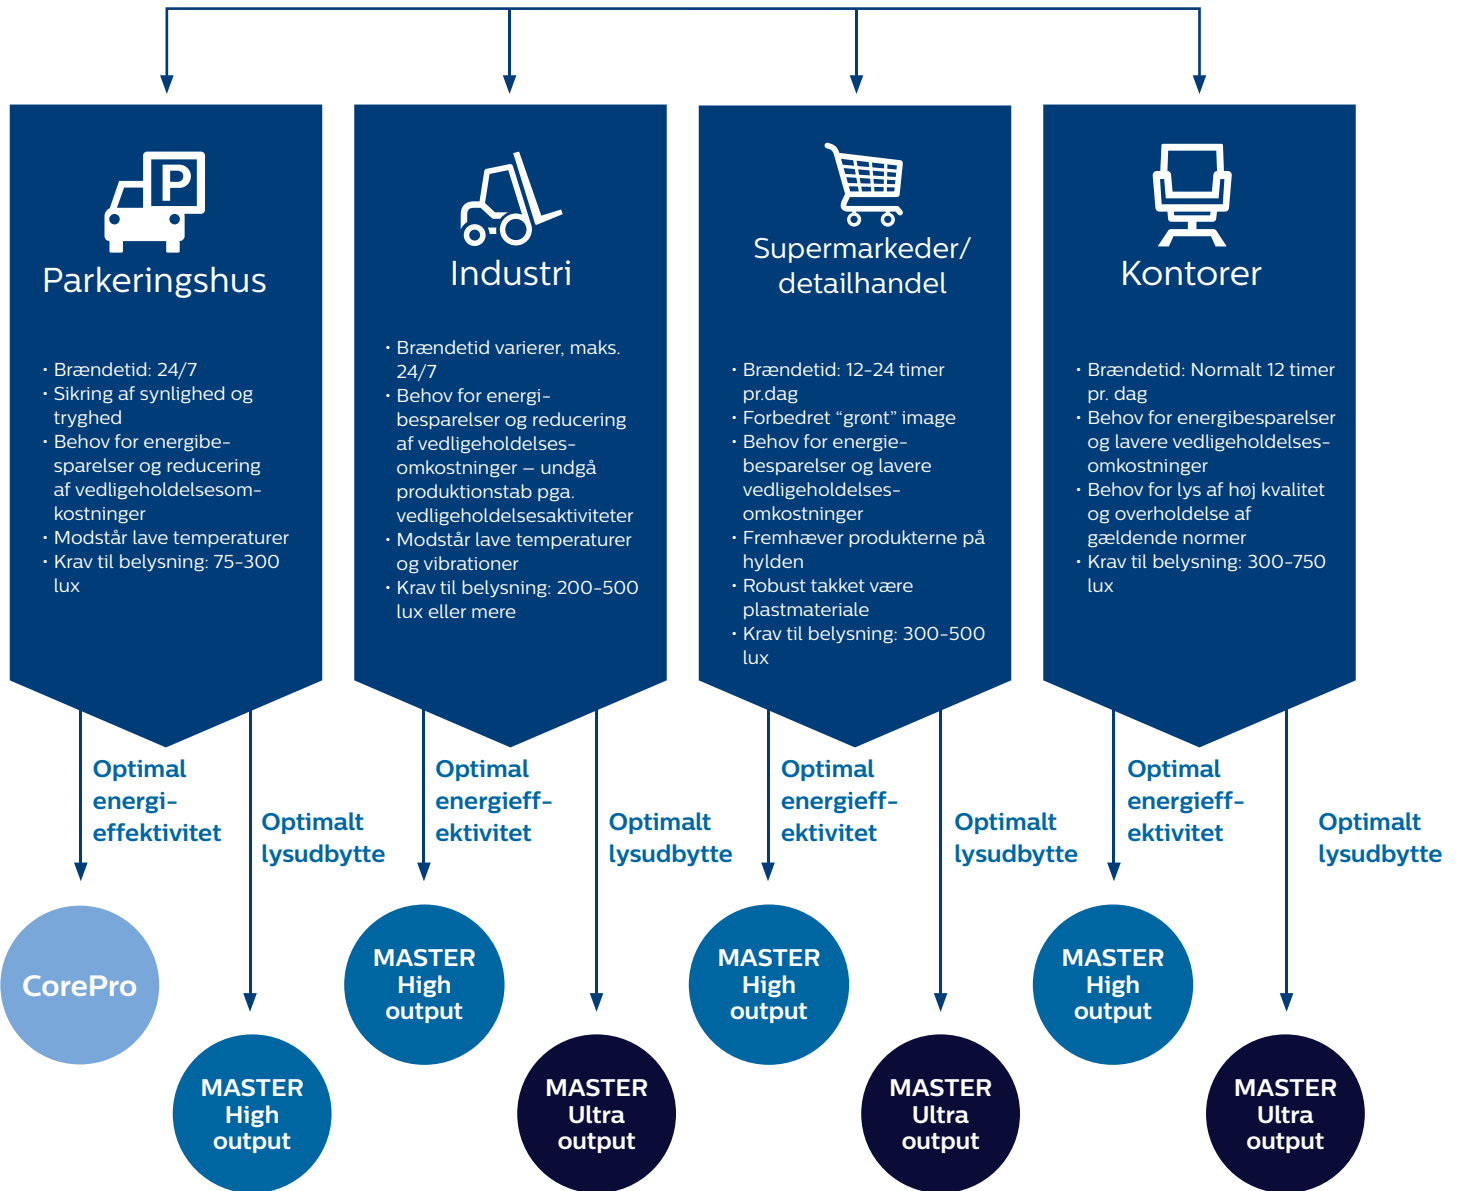 P
Parkeringshus
· Brændetid: 24/7
· Sikring af synlighed og
tryghed
· Behov for energibe-
sparelser og reducering
af vedligeholdelsesom-
kostninger
· Modstår lave temperaturer
· Krav til belysning: 75-300
lux
Industri
· Brændetid varierer, maks.
24/7
· Behov for energi-
besparelser og reducering
af vedligeholdelses-
omkostninger – undgå
produktionstab pga.
vedligeholdelsesaktiviteter
· Modstår lave temperaturer
og vibrationer
· Krav til belysning: 200-500
lux eller mere
Supermarkeder/
detailhandel
· Brændetid: 12-24 timer
pr.dag
· Forbedret “grønt” image
· Behov for energie-
besparelser og lavere
vedligeholdelses-
omkostninger
· Fremhæver produkterne på
hylden
· Robust takket være
plastmateriale
· Krav til belysning: 300-500
lux
Kontorer
· Brændetid: Normalt 12 timer
pr. dag
· Behov for energibesparelser
og lavere vedligeholdelses-
omkostninger
· Behov for lys af høj kvalitet
og overholdelse af
gældende normer
· Krav til belysning: 300-750
lux
Optimal
energi-
effektivitet
Optimalt
lysudbytte
Optimal
energieff-
ektivitet
Optimalt
lysudbytte
Optimal
energieff-
ektivitet
Optimalt
lysudbytte
Optimal
energieff-
ektivitet
Optimalt
lysudbytte
CorePro
MASTER
High
output
MASTER
High
output
MASTER
Ultra
output
MASTER
High
output
MASTER
Ultra
output
MASTER
High
output
MASTER
Ultra
output